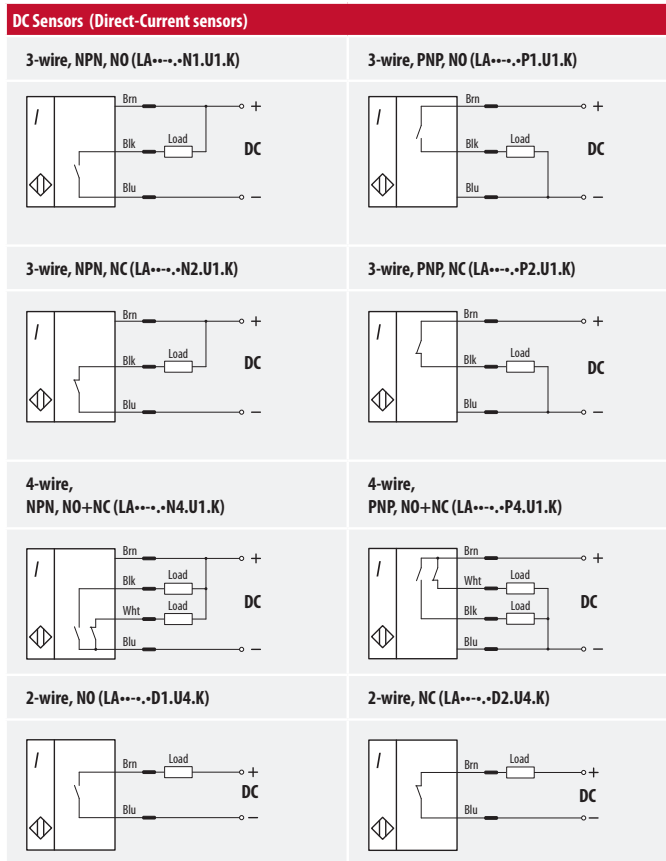 DC Sensors (Direct-Current sensors)
3-wire, NPN, NO (LA••-•.•N1.U1.K)
Brn
+
I
Blk
Load
DC
Blu
−
3-wire, PNP, NO (LA••-•.•P1.U1.K)
Brn
+
I
Blk
Load
DC
Blu
−
3-wire, NPN, NC (LA••-•.•N2.U1.K)
Brn
+
I
Blk
Load
DC
Blu
−
3-wire, PNP, NC (LA••-•.•P2.U1.K)
Brn
+
I
Blk
Load
DC
Blu
−
4-wire,
NPN, NO+NC (LA••-•.•N4.U1.K)
Brn
+
I
Blk
Load
Wht
Load
DC
Blu
−
4-wire,
PNP, NO+NC (LA••-•.•P4.U1.K)
Brn
+
I
Wht
Load
Blk
Load
DC
Blu
−
2-wire, NO (LA••-•.•D1.U4.K)
I
Brn
Load
+
DC
Blu
−
2-wire, NC (LA••-•.•D2.U4.K)
I
Brn
Load
+
DC
Blu
−